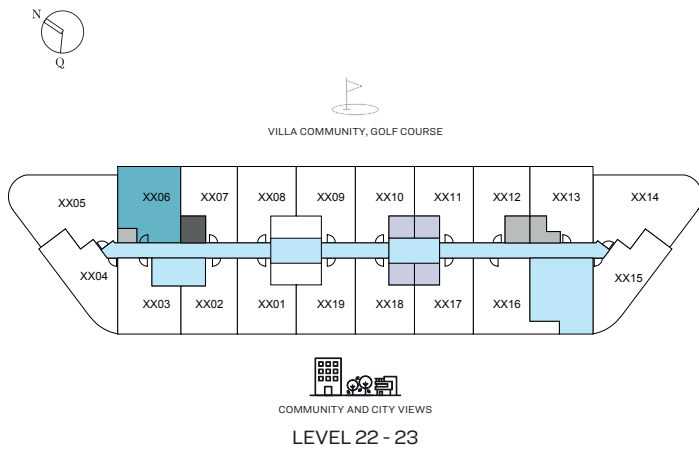 N
Q
VILLA COMMUNITY, GOLF COURSE
XX05
XX06
XX07
XX08
XX09
XX10
XX11
XX12
XX13
XX14
XX04
XX03
XX02
XX01
XX19
XX18
XX17
XX16
XX15
COMMUNITY AND CITY VIEWS
LEVEL 22 - 23